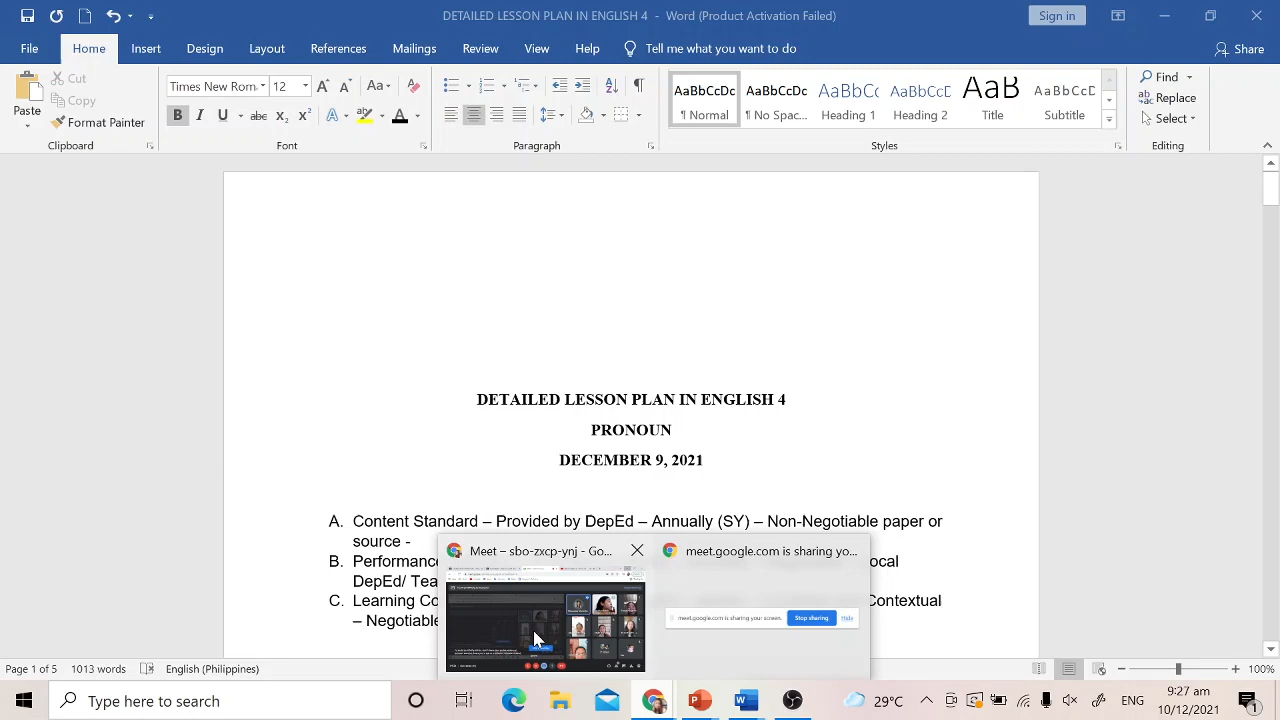 DETAILED LESSON PLAN IN ENGLISH 4 - Word (Product Activation Failed)
Sign in
File Home Insert Design Layout References Mailings Review View Help Tell me what you want to do Share
Paste
Cut
Copy
Format Painter
Clipboard
Times New Rom 12
Font
Paragraph
AaBbCcDc AaBbCcDc AaBbCc AaBbCcD AaB AaBbCcD
¶ Normal ¶ No Spac... Heading 1 Heading 2 Title Subtitle
Styles
Find
Replace
Select
Editing
DETAILED LESSON PLAN IN ENGLISH 4
PRONOUN
DECEMBER 9, 2021
A. Content Standard – Provided by DepEd – Annually (SY) – Non-Negotiable paper or
source -
B. Performanc ocal
DepEd/ Tea
C. Learning Co Contextual
– Negotiable
Meet – sbo-zxcp-ynj - Go...
meet.google.com is sharing yo...
meet.google.com is sharing your screen. Stop sharing Hide
Page 1 of 5 1013 words English (Philippines) 100%
Type here to search
29°C ENG 9:27 am
10/12/2021
1